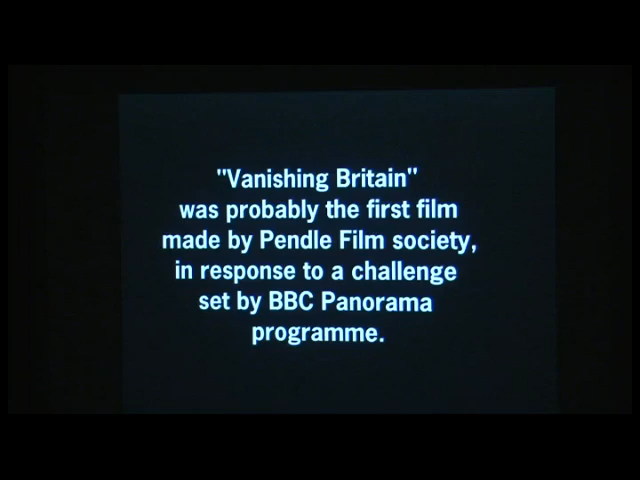 "Vanishing Britain"
was probably the first film
made by Pendle Film society,
in response to a challenge
set by BBC Panorama
programme.